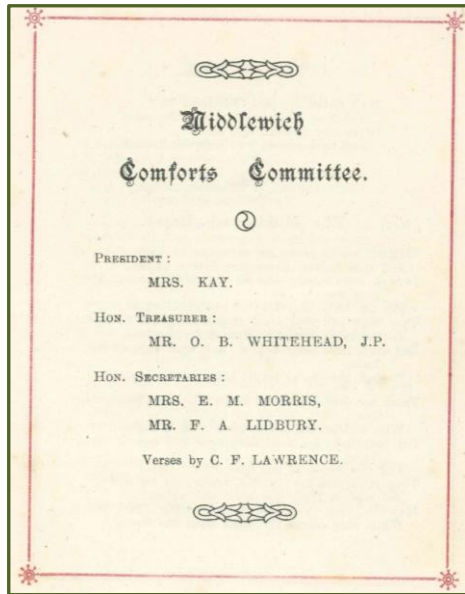 Middlewich
Comforts Committee.
PRESIDENT :
MRS. KAY.
HON. TREASURER :
MR. O. B. WHITEHEAD, J.P.
HON. SECRETARIES :
MRS. E. M. MORRIS,
MR. F. A LIDBURY.
Verses by C. F. LAWRENCE.